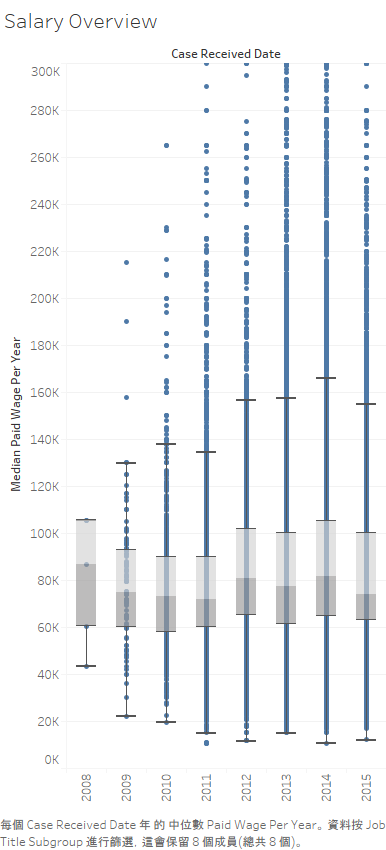 Salary Overview
Case Received Date
300K
280K
260K
240K
220K
200K
180K
160K
140K
120K
100K
80K
60K
40K
20K
0K
Median Paid Wage Per Year
2008
2009
2010
2011
2012
2013
2014
2015
每個 Case Received Date 年 的 中位數 Paid Wage Per Year。資料按 Job
Title Subgroup 進行篩選，這會保留 8 個成員(總共 8 個)。